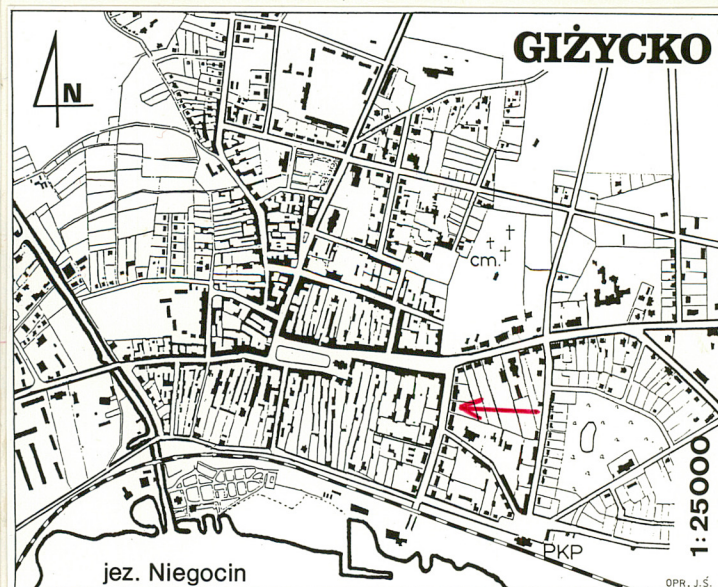 GIŻYCKO
N
cm.
1:25000
PKP
jez. Niegocin
OPR. J.S.